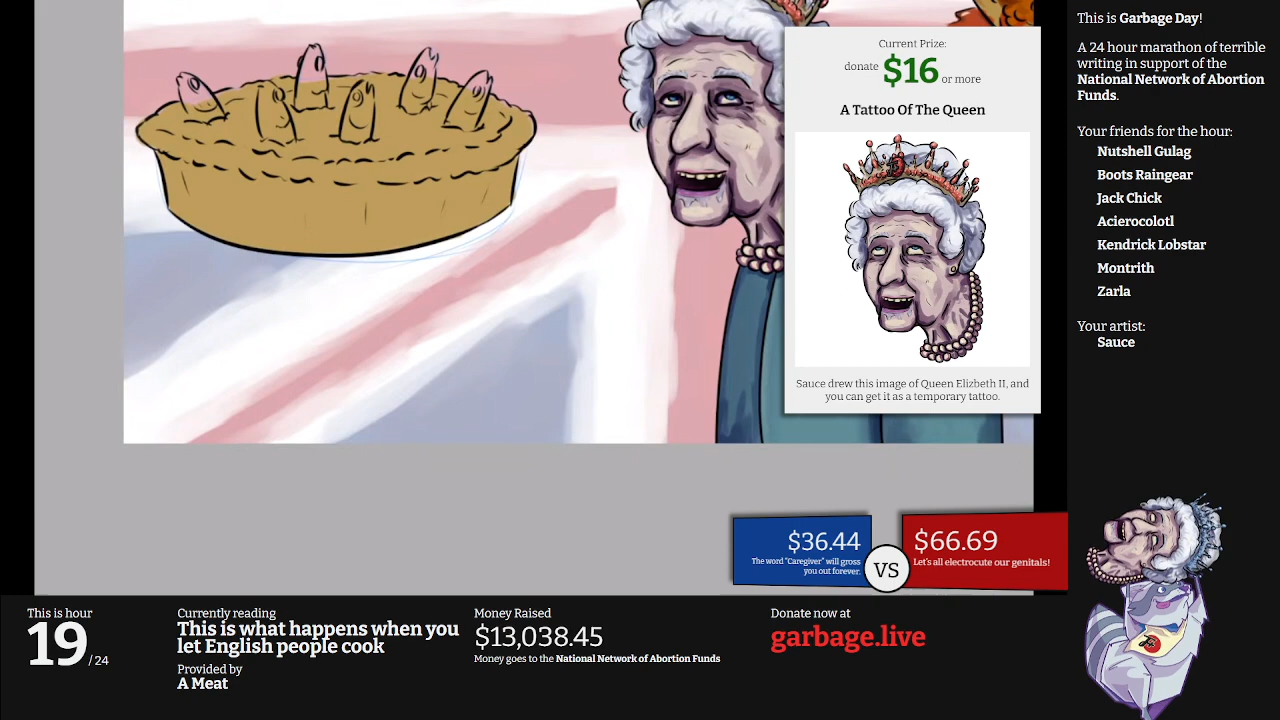 Current Prize:
donate $16 or more
A Tattoo Of The Queen
Sauce drew this image of Queen Elizbeth II, and
you can get it as a temporary tattoo.
This is Garbage Day!
A 24 hour marathon of terrible
writing in support of the
National Network of Abortion
Funds.
Your friends for the hour:
Nutshell Gulag
Boots Raingear
Jack Chick
Acierocolotl
Kendrick Lobstar
Montrith
Zarla
Your artist:
Sauce
$36.44
The word "Caregiver" will gross
you out forever.
VS
$66.69
Let's all electrocute our genitals!
This is hour
19 / 24
Currently reading
This is what happens when you
let English people cook
Provided by
A Meat
Money Raised
$13,038.45
Money goes to the National Network of Abortion Funds
Donate now at
garbage.live